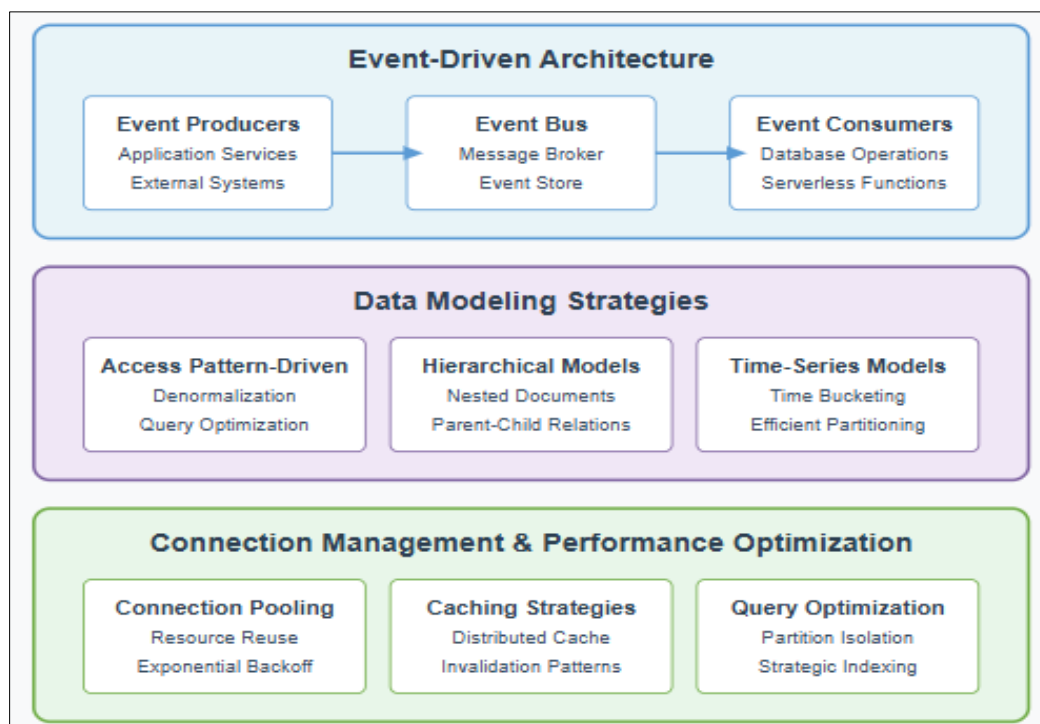 Event-Driven Architecture
Event Producers
Application Services
External Systems
Event Bus
Message Broker
Event Store
Event Consumers
Database Operations
Serverless Functions
Data Modeling Strategies
Access Pattern-Driven
Denormalization
Query Optimization
Hierarchical Models
Nested Documents
Parent-Child Relations
Time-Series Models
Time Bucketing
Efficient Partitioning
Connection Management & Performance Optimization
Connection Pooling
Resource Reuse
Exponential Backoff
Caching Strategies
Distributed Cache
Invalidation Patterns
Query Optimization
Partition Isolation
Strategic Indexing